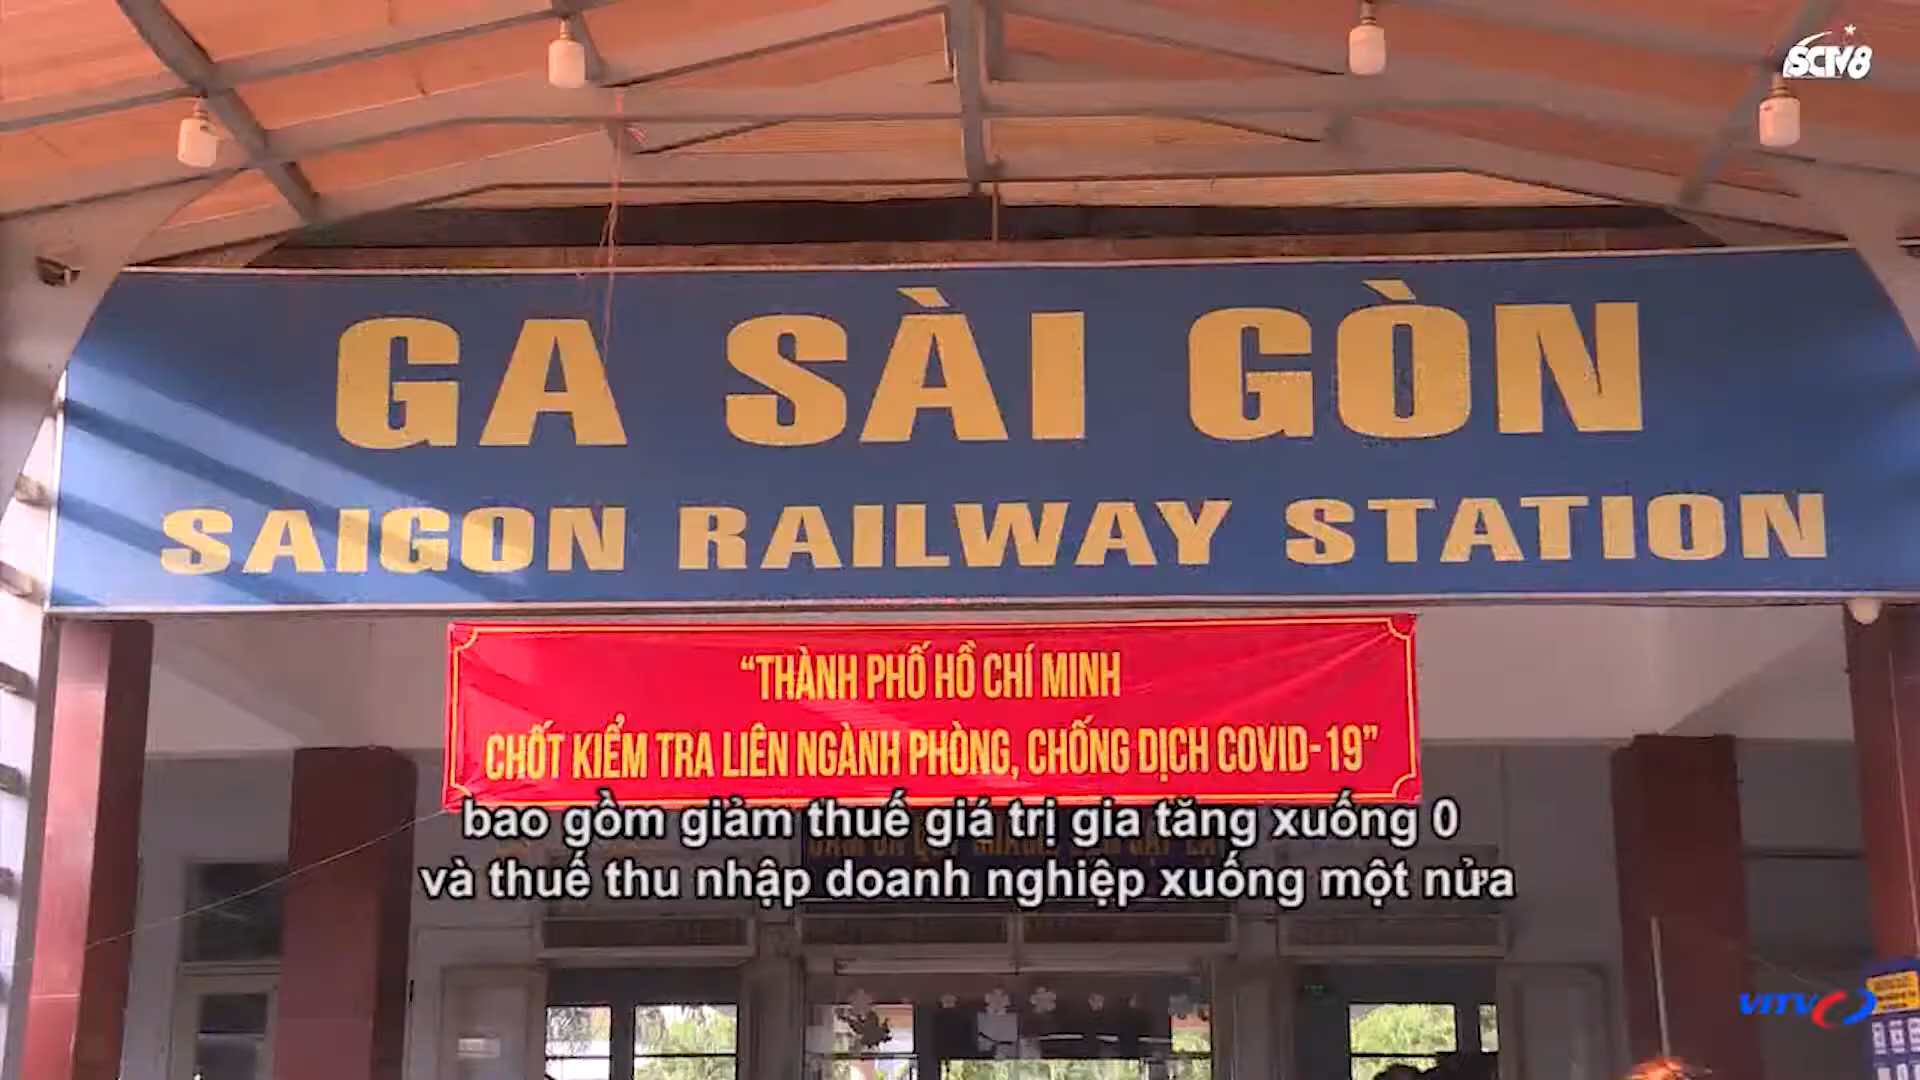 SCTV8
GA SÀI GÒN
SAIGON RAILWAY STATION
“THÀNH PHỐ HỒ CHÍ MINH
CHỐT KIỂM TRA LIÊN NGÀNH PHÒNG, CHỐNG DỊCH COVID-19”
bao gồm giảm thuế giá trị gia tăng xuống 0
và thuế thu nhập doanh nghiệp xuống một nửa
VITV